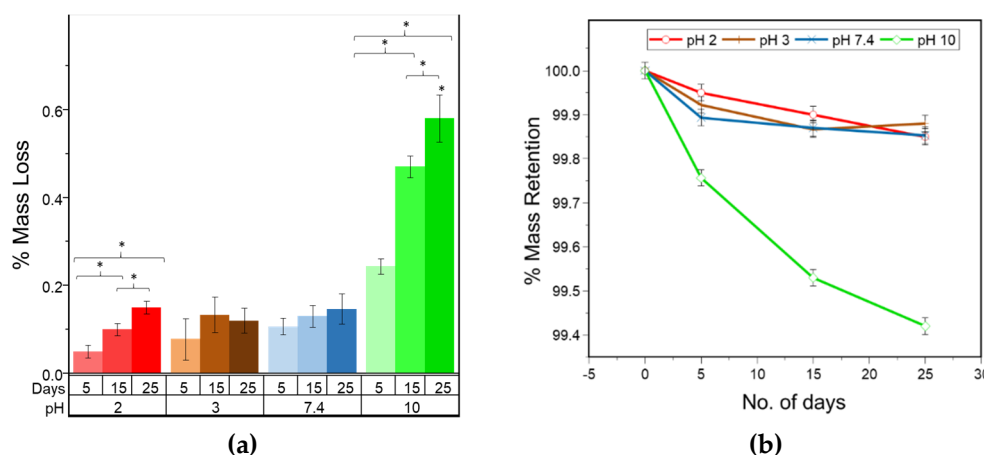 % Mass Loss
0.6
0.4
0.2
0.0
* * * * * * *
Days 5 15 25 5 15 25 5 15 25 5 15 25
pH 2 3 7.4 10
(a)
pH 2 pH 3 pH 7.4 pH 10
% Mass Retention
100.0
99.9
99.8
99.7
99.6
99.5
99.4
-5 0 5 10 15 20 25 30
No. of days
(b)